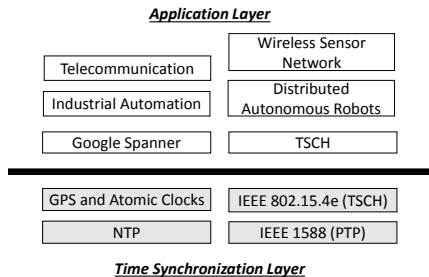 Application Layer
Telecommunication
Wireless Sensor
Network
Industrial Automation
Distributed
Autonomous Robots
Google Spanner
TSCH
GPS and Atomic Clocks
IEEE 802.15.4e (TSCH)
NTP
IEEE 1588 (PTP)
Time Synchronization Layer